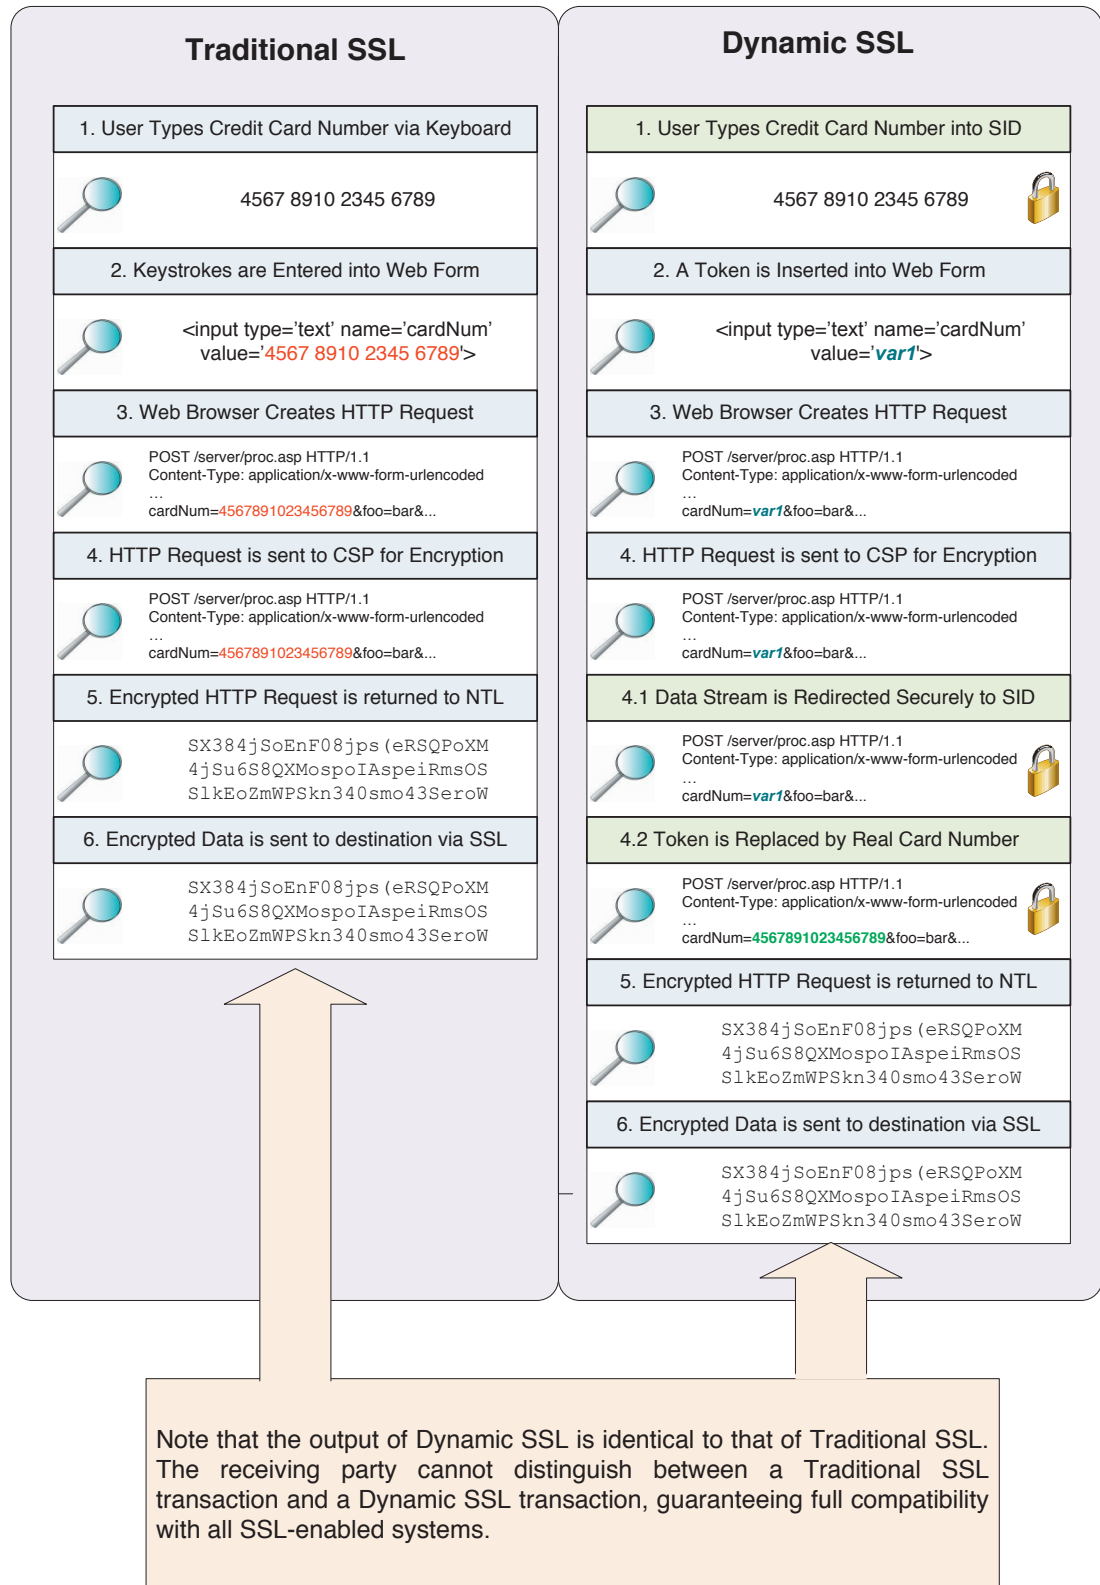 Traditional SSL
1. User Types Credit Card Number via Keyboard
4567 8910 2345 6789
2. Keystrokes are Entered into Web Form
<input type=’text’ name=’cardNum’
value=’4567 8910 2345 6789'>
3. Web Browser Creates HTTP Request
POST /server/proc.asp HTTP/1.1
Content-Type: application/x-www-form-urlencoded
…
cardNum=4567891023456789&foo=bar&...
4. HTTP Request is sent to CSP for Encryption
POST /server/proc.asp HTTP/1.1
Content-Type: application/x-www-form-urlencoded
…
cardNum=4567891023456789&foo=bar&...
5. Encrypted HTTP Request is returned to NTL
SX384jSoEnF08jps(eRSQPoXM
4jSu6S8QXMospoIAspeiRmsOS
SlkEoZmWPSkn340smo43SeroW
6. Encrypted Data is sent to destination via SSL
SX384jSoEnF08jps(eRSQPoXM
4jSu6S8QXMospoIAspeiRmsOS
SlkEoZmWPSkn340smo43SeroW
Dynamic SSL
1. User Types Credit Card Number into SID
4567 8910 2345 6789
2. A Token is Inserted into Web Form
<input type=’text’ name=’cardNum’
value=’var1'>
3. Web Browser Creates HTTP Request
POST /server/proc.asp HTTP/1.1
Content-Type: application/x-www-form-urlencoded
…
cardNum=var1&foo=bar&...
4. HTTP Request is sent to CSP for Encryption
POST /server/proc.asp HTTP/1.1
Content-Type: application/x-www-form-urlencoded
…
cardNum=var1&foo=bar&...
4.1 Data Stream is Redirected Securely to SID
POST /server/proc.asp HTTP/1.1
Content-Type: application/x-www-form-urlencoded
…
cardNum=var1&foo=bar&...
4.2 Token is Replaced by Real Card Number
POST /server/proc.asp HTTP/1.1
Content-Type: application/x-www-form-urlencoded
…
cardNum=4567891023456789&foo=bar&...
5. Encrypted HTTP Request is returned to NTL
SX384jSoEnF08jps(eRSQPoXM
4jSu6S8QXMospoIAspeiRmsOS
SlkEoZmWPSkn340smo43SeroW
6. Encrypted Data is sent to destination via SSL
SX384jSoEnF08jps(eRSQPoXM
4jSu6S8QXMospoIAspeiRmsOS
SlkEoZmWPSkn340smo43SeroW
Note that the output of Dynamic SSL is identical to that of Traditional SSL.
The receiving party cannot distinguish between a Traditional SSL
transaction and a Dynamic SSL transaction, guaranteeing full compatibility
with all SSL-enabled systems.